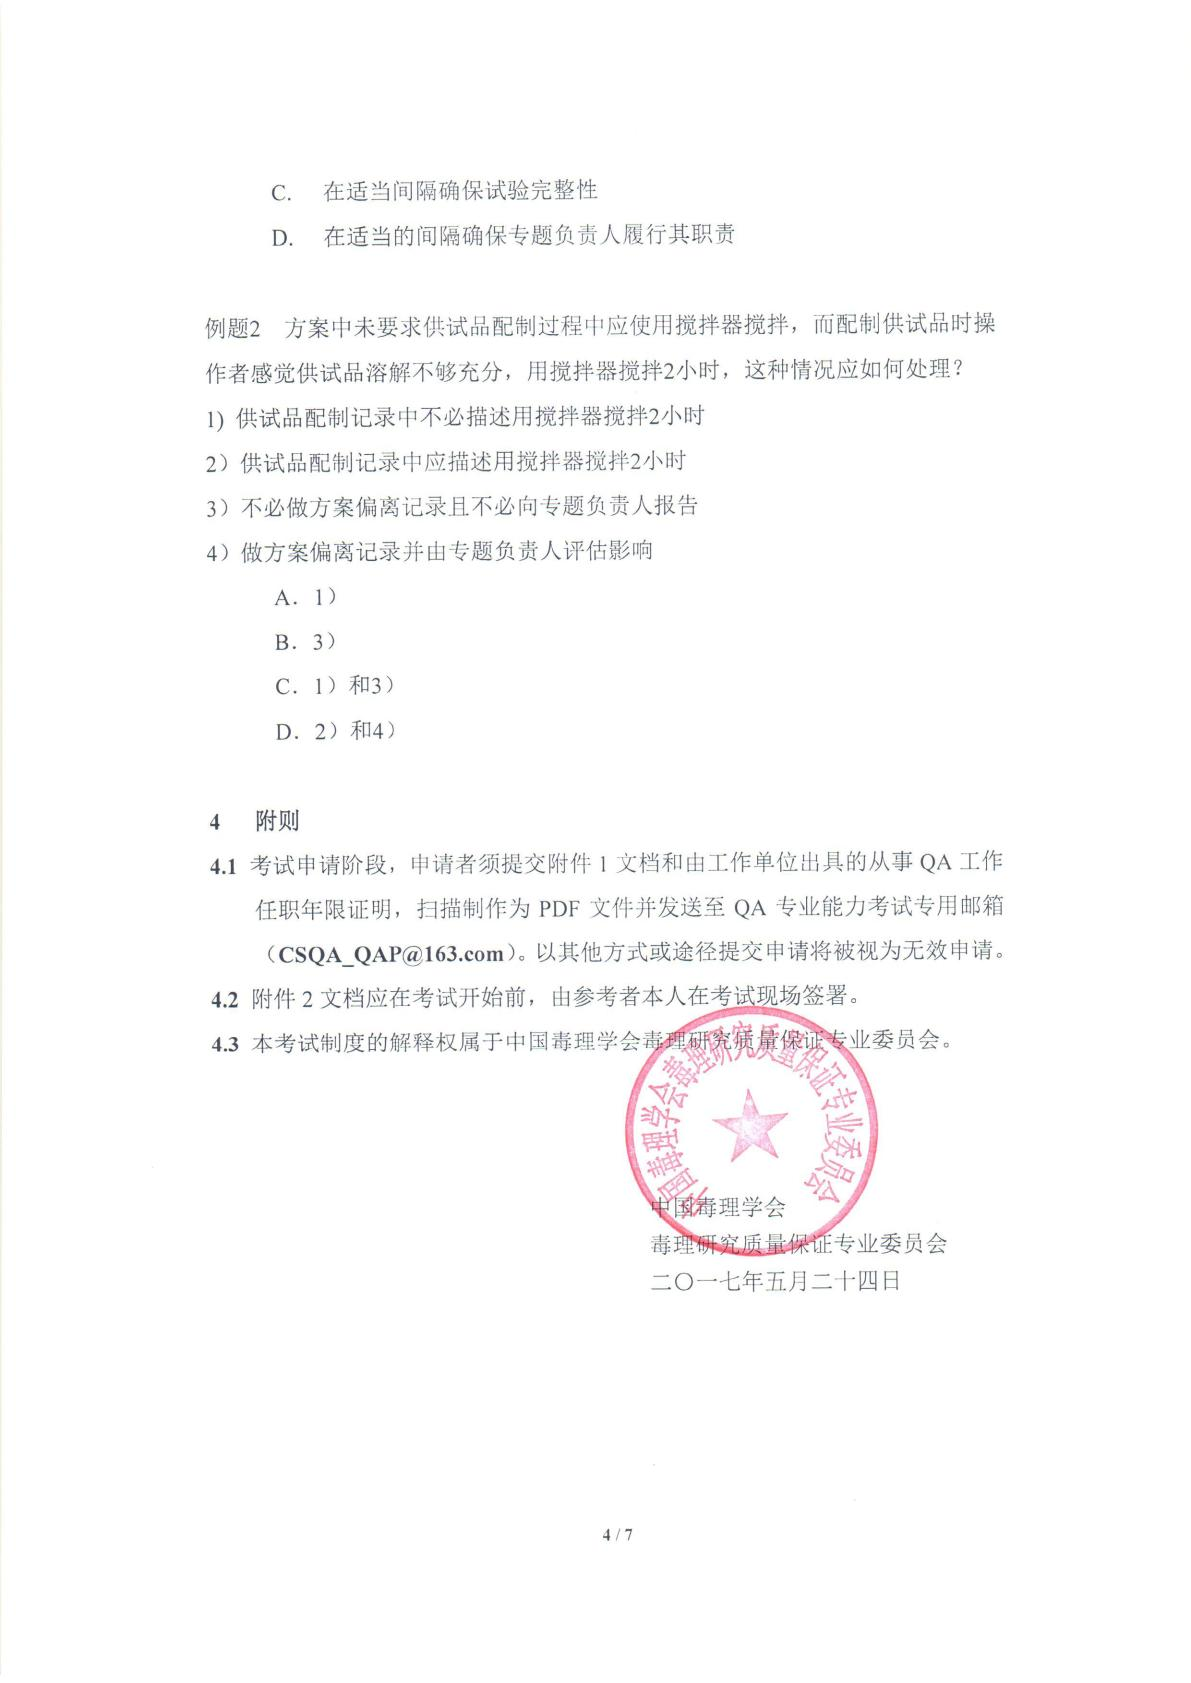 C. 在适当间隔确保试验完整性
D. 在适当的间隔确保专题负责人履行其职责
例题2 方案中未要求供试品配制过程中应使用搅拌器搅拌，而配制供试品时操
作者感觉供试品溶解不够充分，用搅拌器搅拌2小时，这种情况应如何处理？
1) 供试品配制记录中不必描述用搅拌器搅拌2小时
2）供试品配制记录中应描述用搅拌器搅拌2小时
3）不必做方案偏离记录且不必向专题负责人报告
4）做方案偏离记录并由专题负责人评估影响
A. 1）
B. 3）
C. 1）和3）
D. 2）和4）
4 附则
4.1 考试申请阶段，申请者须提交附件 1 文档和由工作单位出具的从事 QA 工作
任职年限证明，扫描制作为 PDF 文件并发送至 QA 专业能力考试专用邮箱
（CSQA_QAP@163.com）。以其他方式或途径提交申请将被视为无效申请。
4.2 附件 2 文档应在考试开始前，由参考者本人在考试现场签署。
4.3 本考试制度的解释权属于中国毒理学会毒理研究质量保证专业委员会。
中国毒理学会毒理研究质量保证专业委员会
中国毒理学会
毒理研究质量保证专业委员会
二〇一七年五月二十四日
4 / 7